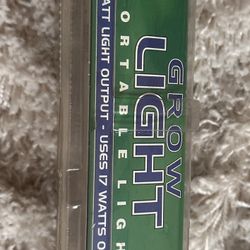 GROW
LIGHT
ORTABLE LIGH
ATT LIGHT OUTPUT - USES 17 WATTS O